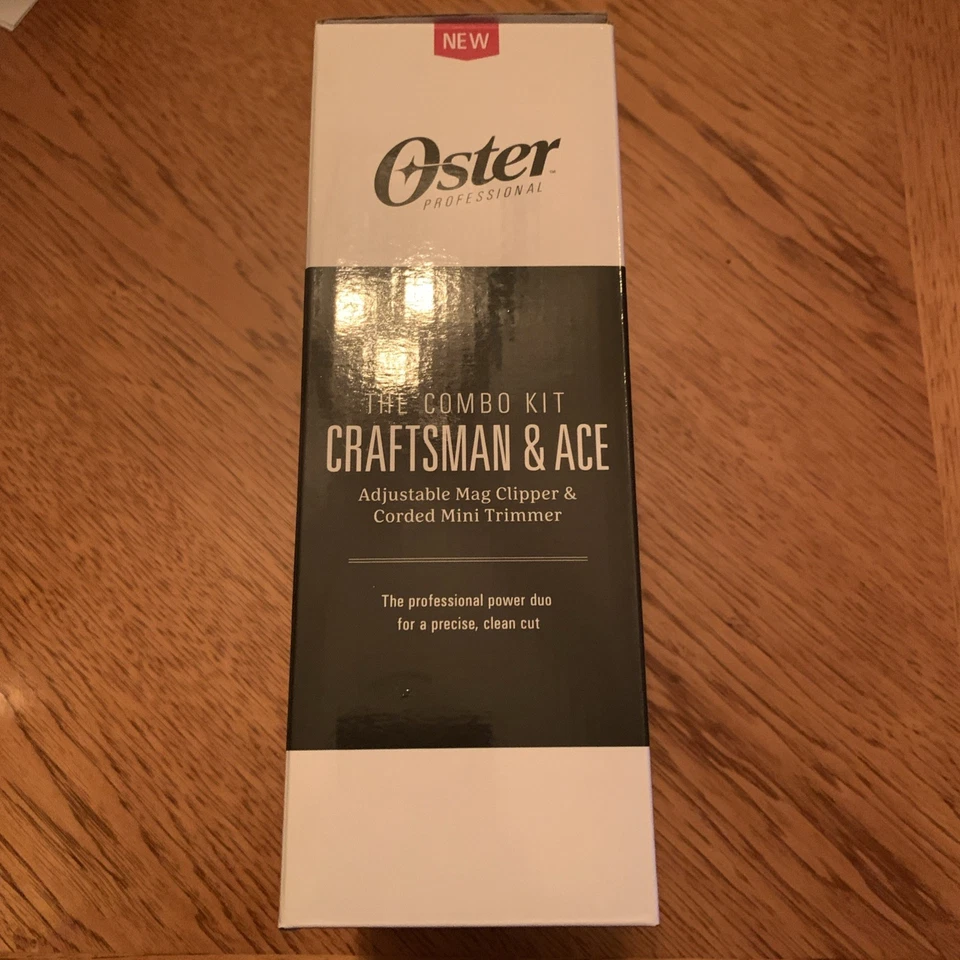 NEW
Oster™
PROFESSIONAL
THE COMBO KIT
CRAFTSMAN & ACE
Adjustable Mag Clipper &
Corded Mini Trimmer
The professional power duo
for a precise, clean cut